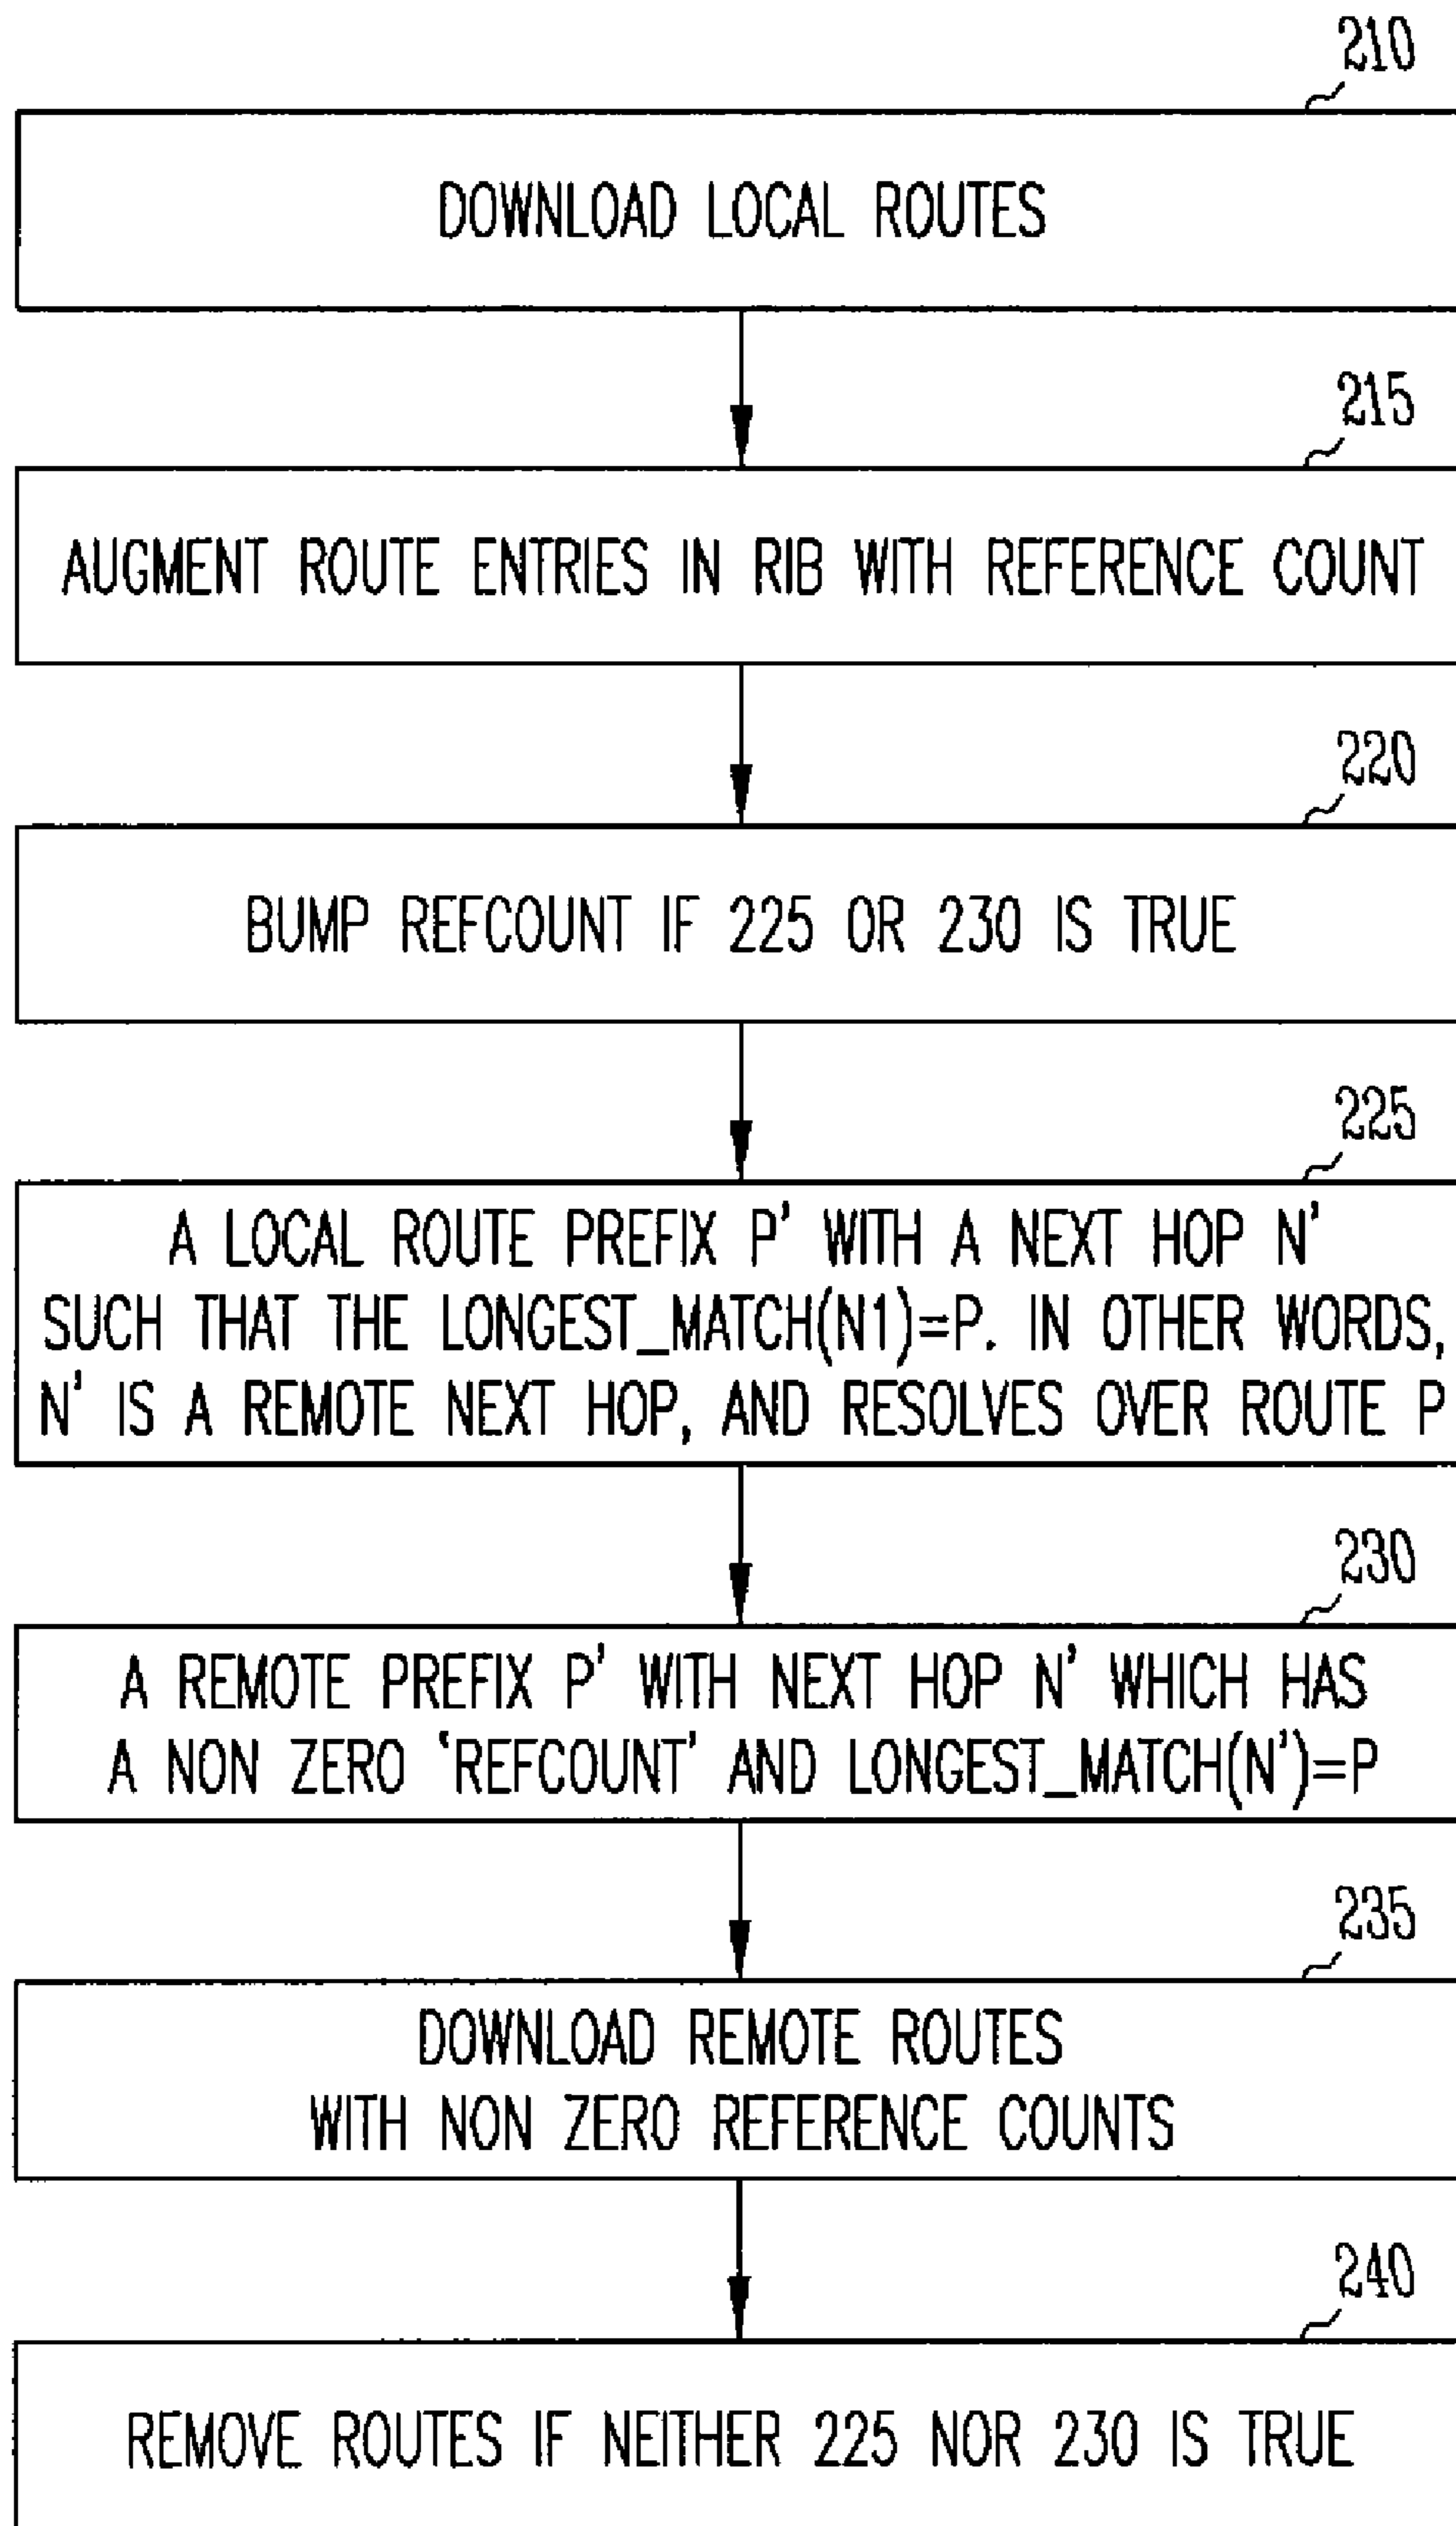 210
DOWNLOAD LOCAL ROUTES
215
AUGMENT ROUTE ENTRIES IN RIB WITH REFERENCE COUNT
220
BUMP REFCOUNT IF 225 OR 230 IS TRUE
225
A LOCAL ROUTE PREFIX P' WITH A NEXT HOP N'
SUCH THAT THE LONGEST_MATCH(N1)=P. IN OTHER WORDS,
N' IS A REMOTE NEXT HOP, AND RESOLVES OVER ROUTE P
230
A REMOTE PREFIX P' WITH NEXT HOP N' WHICH HAS
A NON ZERO 'REFCOUNT' AND LONGEST_MATCH(N')=P
235
DOWNLOAD REMOTE ROUTES
WITH NON ZERO REFERENCE COUNTS
240
REMOVE ROUTES IF NEITHER 225 NOR 230 IS TRUE